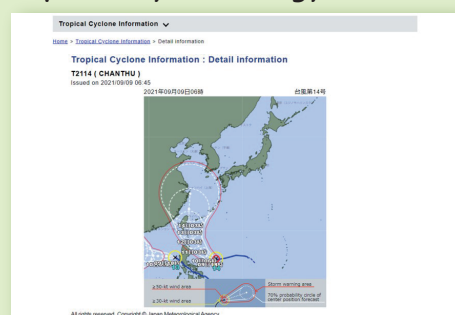 Tropical Cyclone Information
Home > Tropical Cyclone Information > Detail information
Tropical Cyclone Information : Detail information
T2114 ( CHANTHU )
Issued on 2021/09/09 06:45
2021年09月09日06時 台風第14号
≥50-kt wind area
≥30-kt wind area
Storm warning area
70% probability circle of
center position forecast
All rights reserved. Copyright © Japan Meteorological Agency